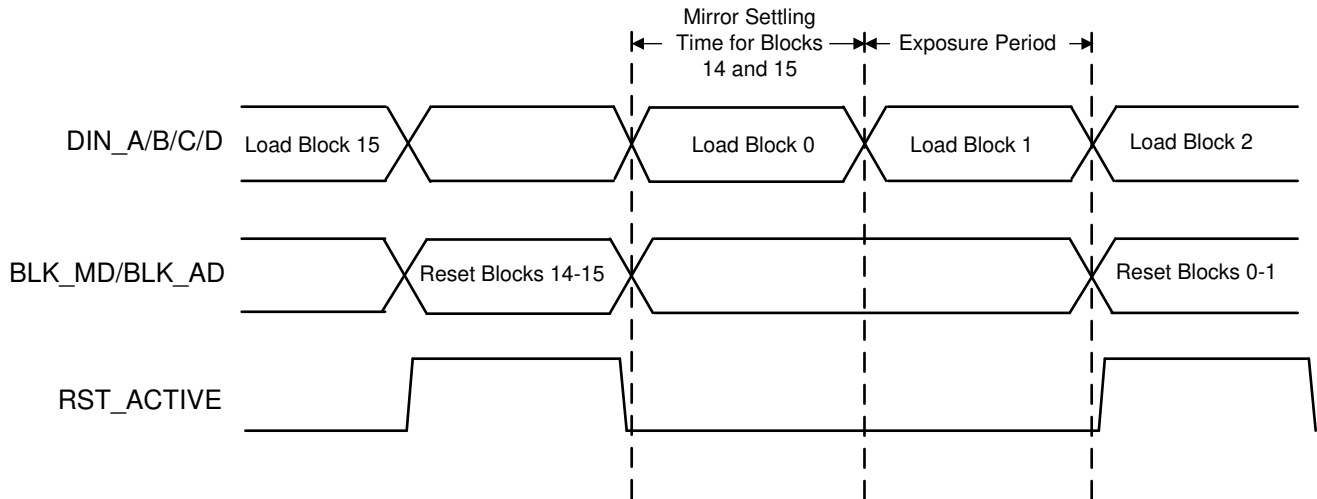 Mirror Settling
Time for Blocks
14 and 15
Exposure Period
DIN_A/B/C/D
Load Block 15
Load Block 0
Load Block 1
Load Block 2
BLK_MD/BLK_AD
Reset Blocks 14-15
Reset Blocks 0-1
RST_ACTIVE